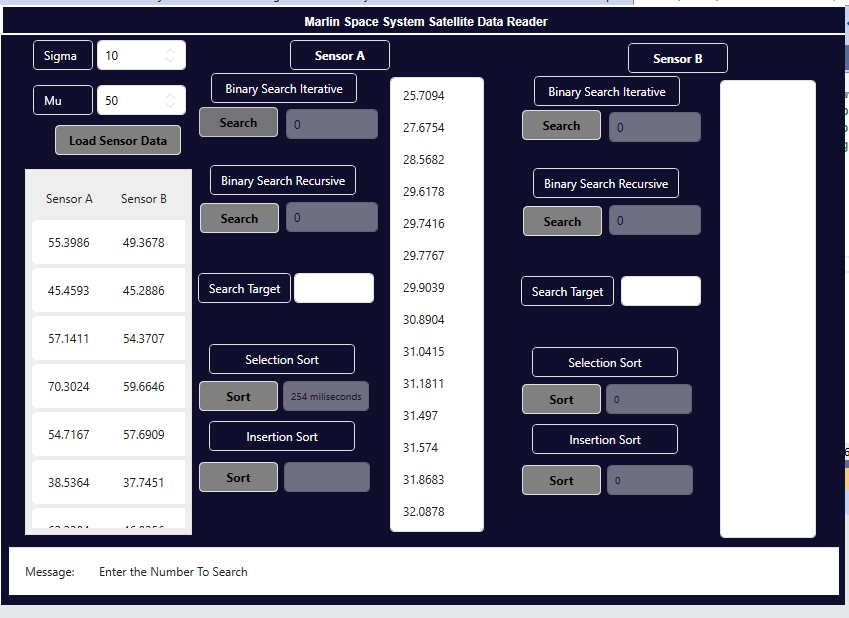 Marlin Space System Satellite Data Reader
Sigma
10
Mu
50
Load Sensor Data
Sensor A Sensor B
55.3986 49.3678
45.4593 45.2886
57.1411 54.3707
70.3024 59.6646
54.7167 57.6909
38.5364 37.7451
Sensor A
Binary Search Iterative
Search
0
Binary Search Recursive
Search
0
Search Target
Selection Sort
Sort
254 miliseconds
Insertion Sort
Sort
25.7094
27.6754
28.5682
29.6178
29.7416
29.7767
29.9039
30.8904
31.0415
31.1811
31.497
31.574
31.8683
32.0878
Sensor B
Binary Search Iterative
Search
0
Binary Search Recursive
Search
0
Search Target
Selection Sort
Sort
0
Insertion Sort
Sort
0
Message: Enter the Number To Search